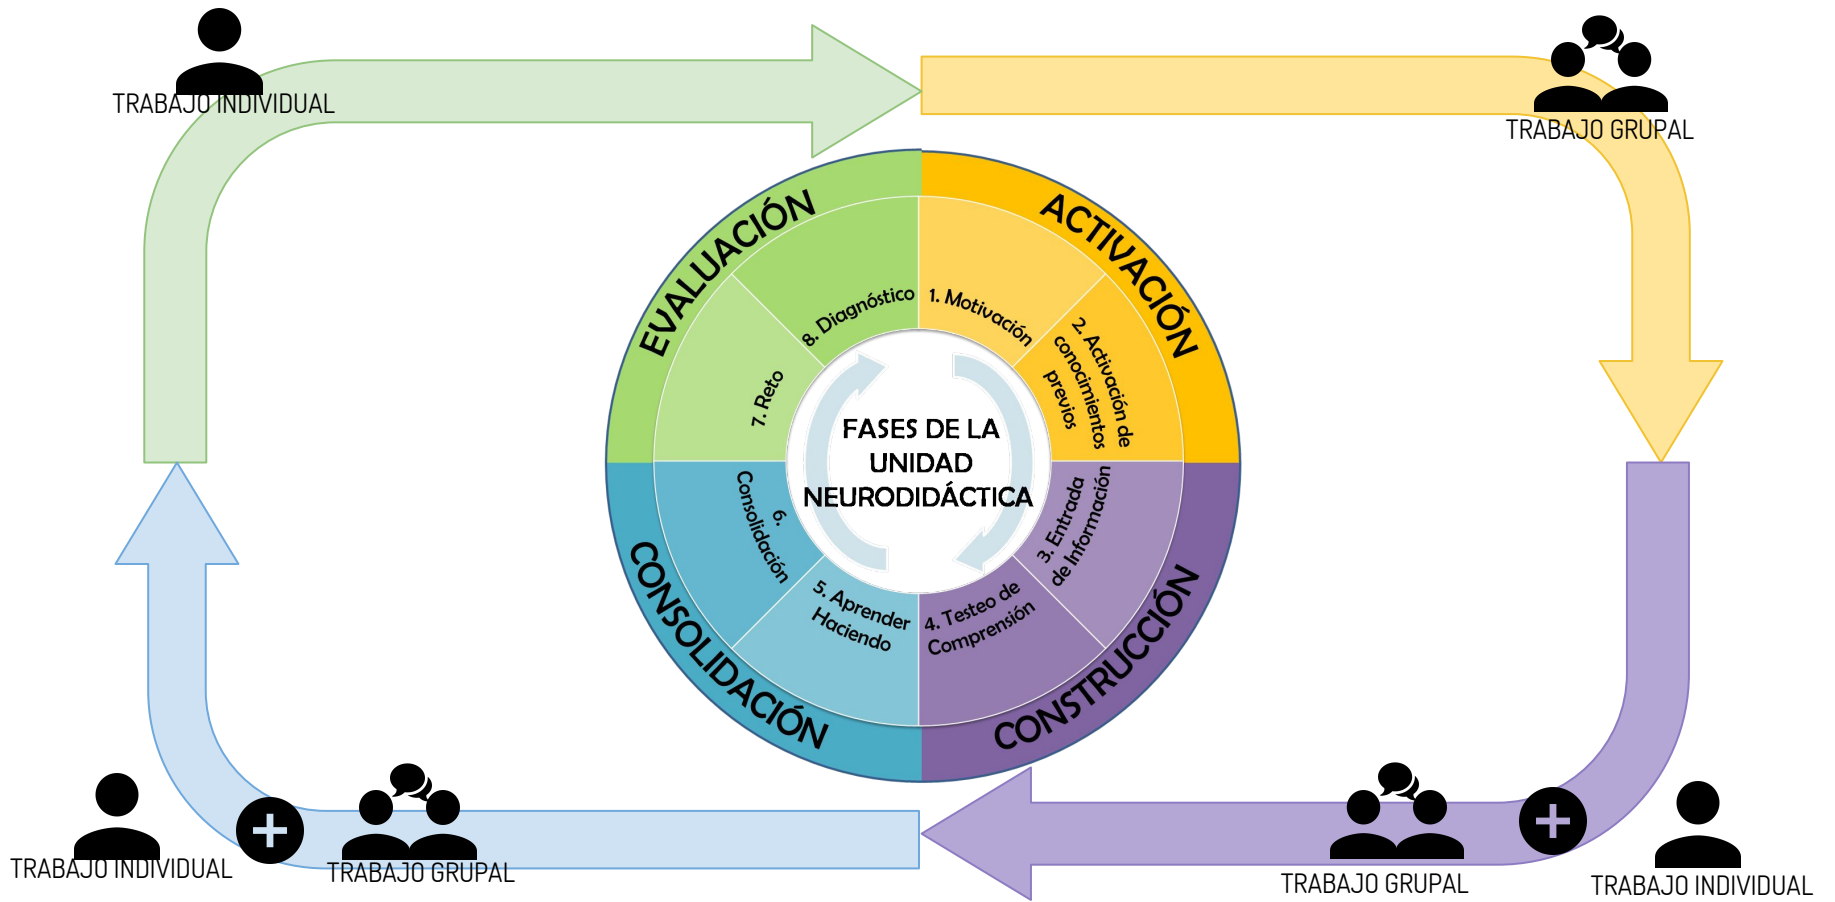 TRABAJO INDIVIDUAL
TRABAJO GRUPAL
EVALUACIÓN
ACTIVACIÓN
8. Diagnóstico
1. Motivación
2. Activación de
conocimientos
previos
7. Reto
FASES DE LA
UNIDAD
NEURODIDÁCTICA
3. Entrada
de Información
6.
Consolidación
5. Aprender
Haciendo
4. Testeo de
Comprensión
CONSOLIDACIÓN
CONSTRUCCIÓN
TRABAJO INDIVIDUAL
+
TRABAJO GRUPAL
TRABAJO GRUPAL
+
TRABAJO INDIVIDUAL